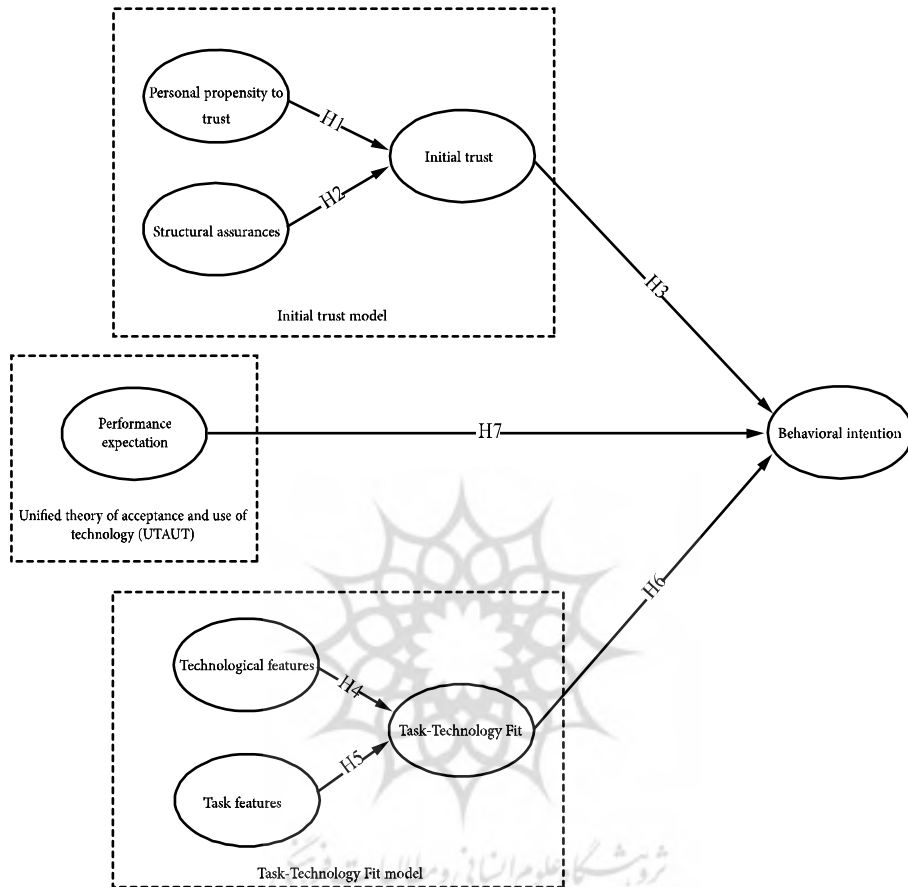 Personal propensity to
trust
H1
Initial trust
H2
Structural assurances
Initial trust model
H3
Performance
expectation
H7
Behavioral intention
Unified theory of acceptance and use of
technology (UTAUT)
H6
Technological features
H4
Task-Technology Fit
H5
Task features
Task-Technology Fit model